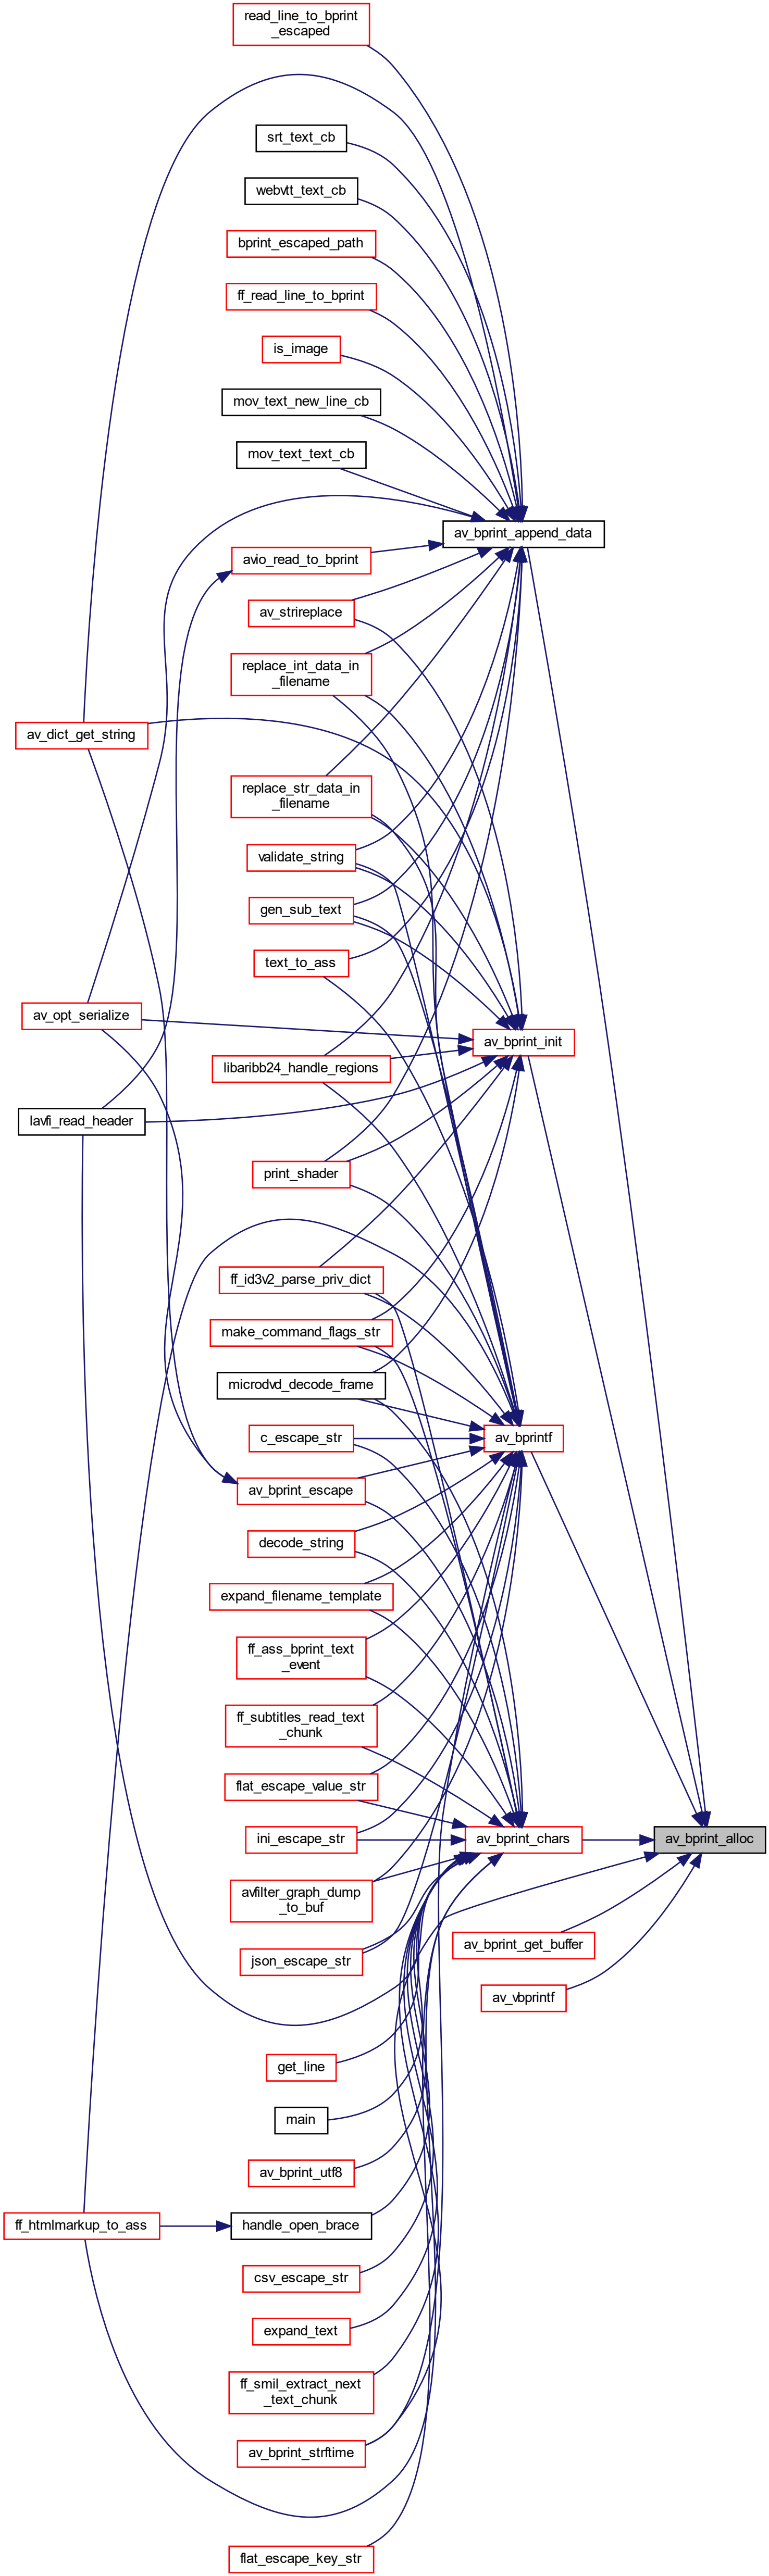 read_line_to_bprint
_escaped
srt_text_cb
webvtt_text_cb
bprint_escaped_path
ff_read_line_to_bprint
is_image
mov_text_new_line_cb
mov_text_text_cb
av_bprint_append_data
avio_read_to_bprint
av_strireplace
replace_int_data_in
_filename
av_dict_get_string
replace_str_data_in
_filename
validate_string
gen_sub_text
text_to_ass
av_opt_serialize
av_bprint_init
libaribb24_handle_regions
lavfi_read_header
print_shader
ff_id3v2_parse_priv_dict
make_command_flags_str
microdvd_decode_frame
c_escape_str
av_bprintf
av_bprint_escape
decode_string
expand_filename_template
ff_ass_bprint_text
_event
ff_subtitles_read_text
_chunk
flat_escape_value_str
ini_escape_str
av_bprint_chars
av_bprint_alloc
avfilter_graph_dump
_to_buf
av_bprint_get_buffer
json_escape_str
av_vbprintf
get_line
main
av_bprint_utf8
ff_htmlmarkup_to_ass
handle_open_brace
csv_escape_str
expand_text
ff_smil_extract_next
_text_chunk
av_bprint_strftime
flat_escape_key_str